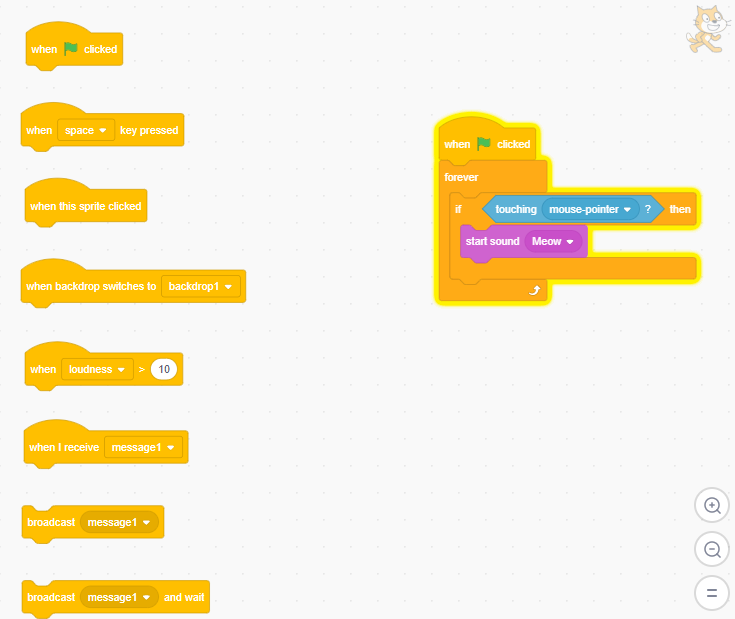 when clicked
when space key pressed
when this sprite clicked
when backdrop switches to backdrop1
when loudness > 10
when I receive message1
broadcast message1
broadcast message1 and wait
when clicked
forever
if touching mouse-pointer ? then
start sound Meow